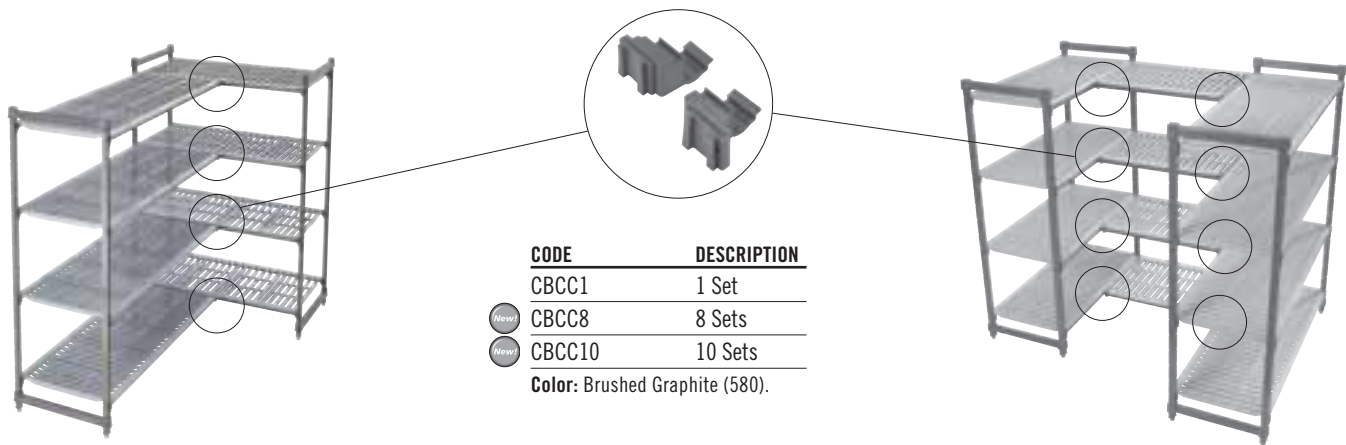 CODE DESCRIPTION
CBCC1 1 Set
New! CBCC8 8 Sets
New! CBCC10 10 Sets
Color: Brushed Graphite (580).